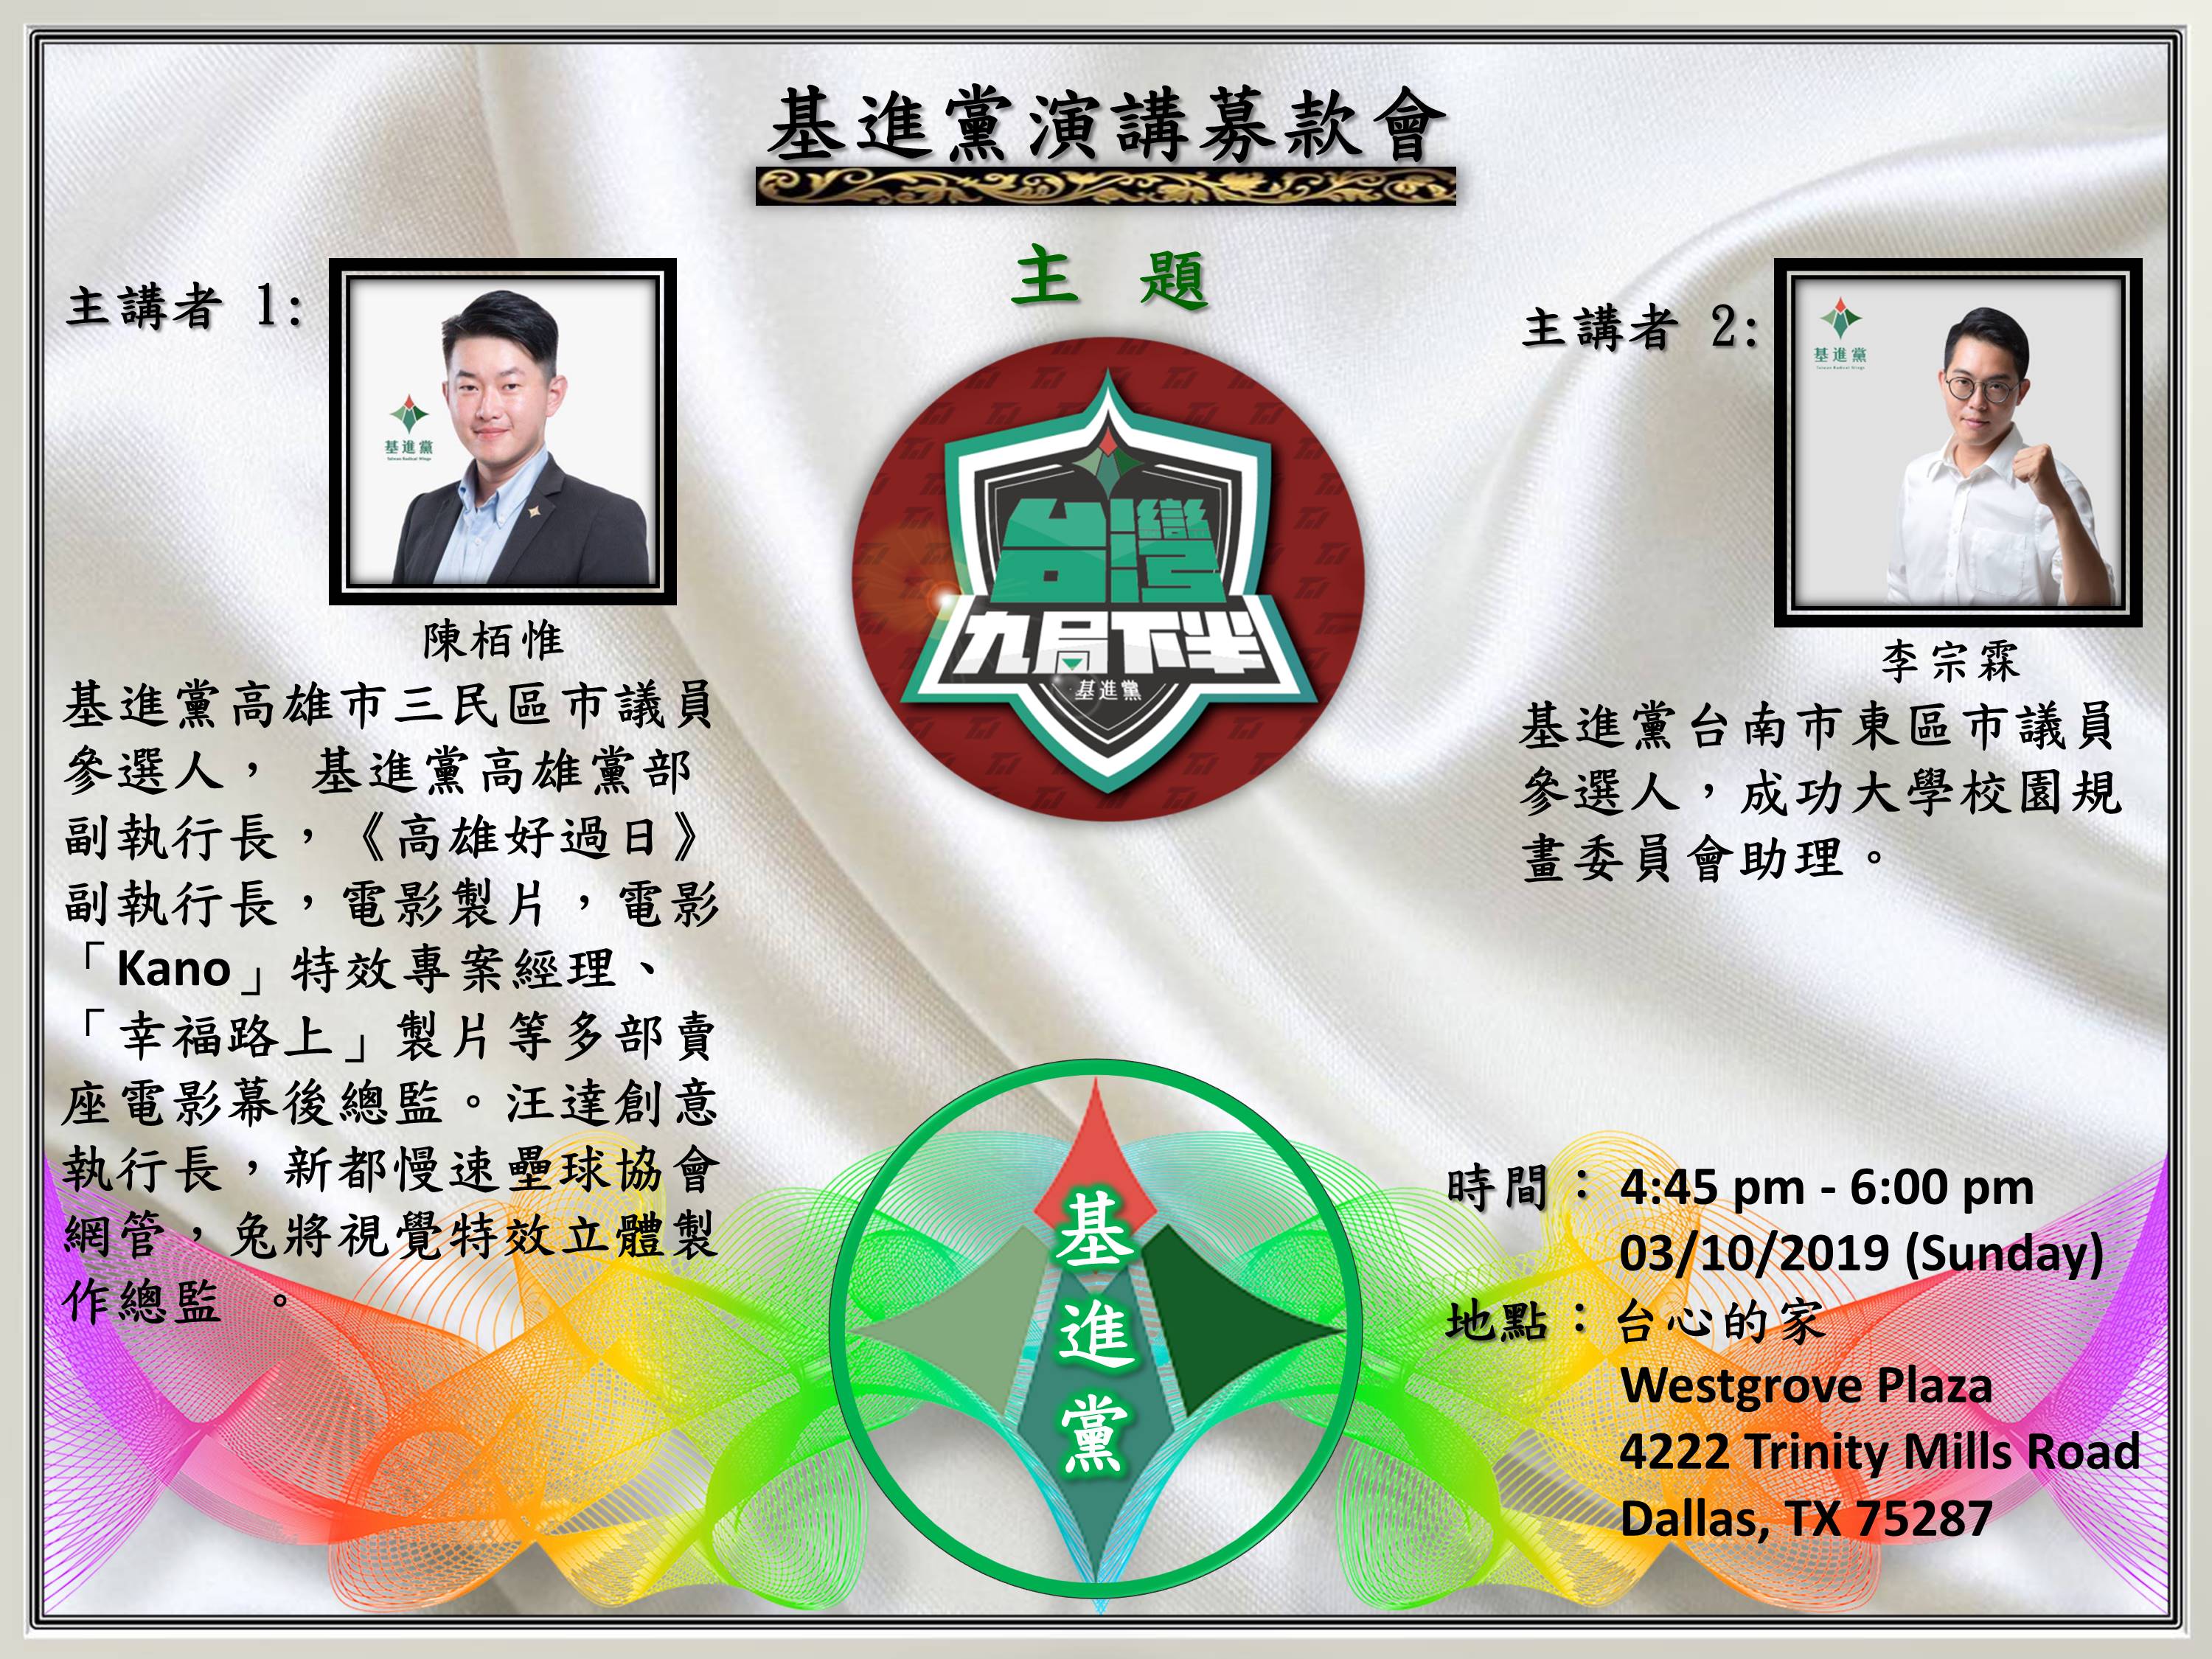 基進黨演講募款會
主題
主講者 1:
基進黨
陳柏惟
基進黨高雄市三民區市議員
參選人， 基進黨高雄黨部
副執行長，《高雄好過日》
副執行長，電影製片，電影
「Kano」特效專案經理、
「幸福路上」製片等多部賣
座電影幕後總監。汪達創意
執行長，新都慢速壘球協會
網管，兔將視覺特效立體製
作總監 。
台灣
九局下半
基進黨
主講者 2:
基進黨
Taiwan Radical Wings
李宗霖
基進黨台南市東區市議員
參選人，成功大學校園規
畫委員會助理。
基
進
黨
時間：4:45 pm - 6:00 pm
03/10/2019 (Sunday)
地點：台心的家
Westgrove Plaza
4222 Trinity Mills Road
Dallas, TX 75287